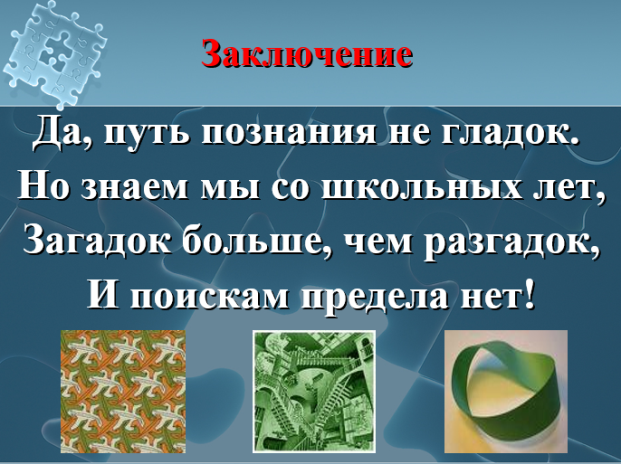 Заключение
Да, путь познания не гладок.
Но знаем мы со школьных лет,
Загадок больше, чем разгадок,
И поискам предела нет!